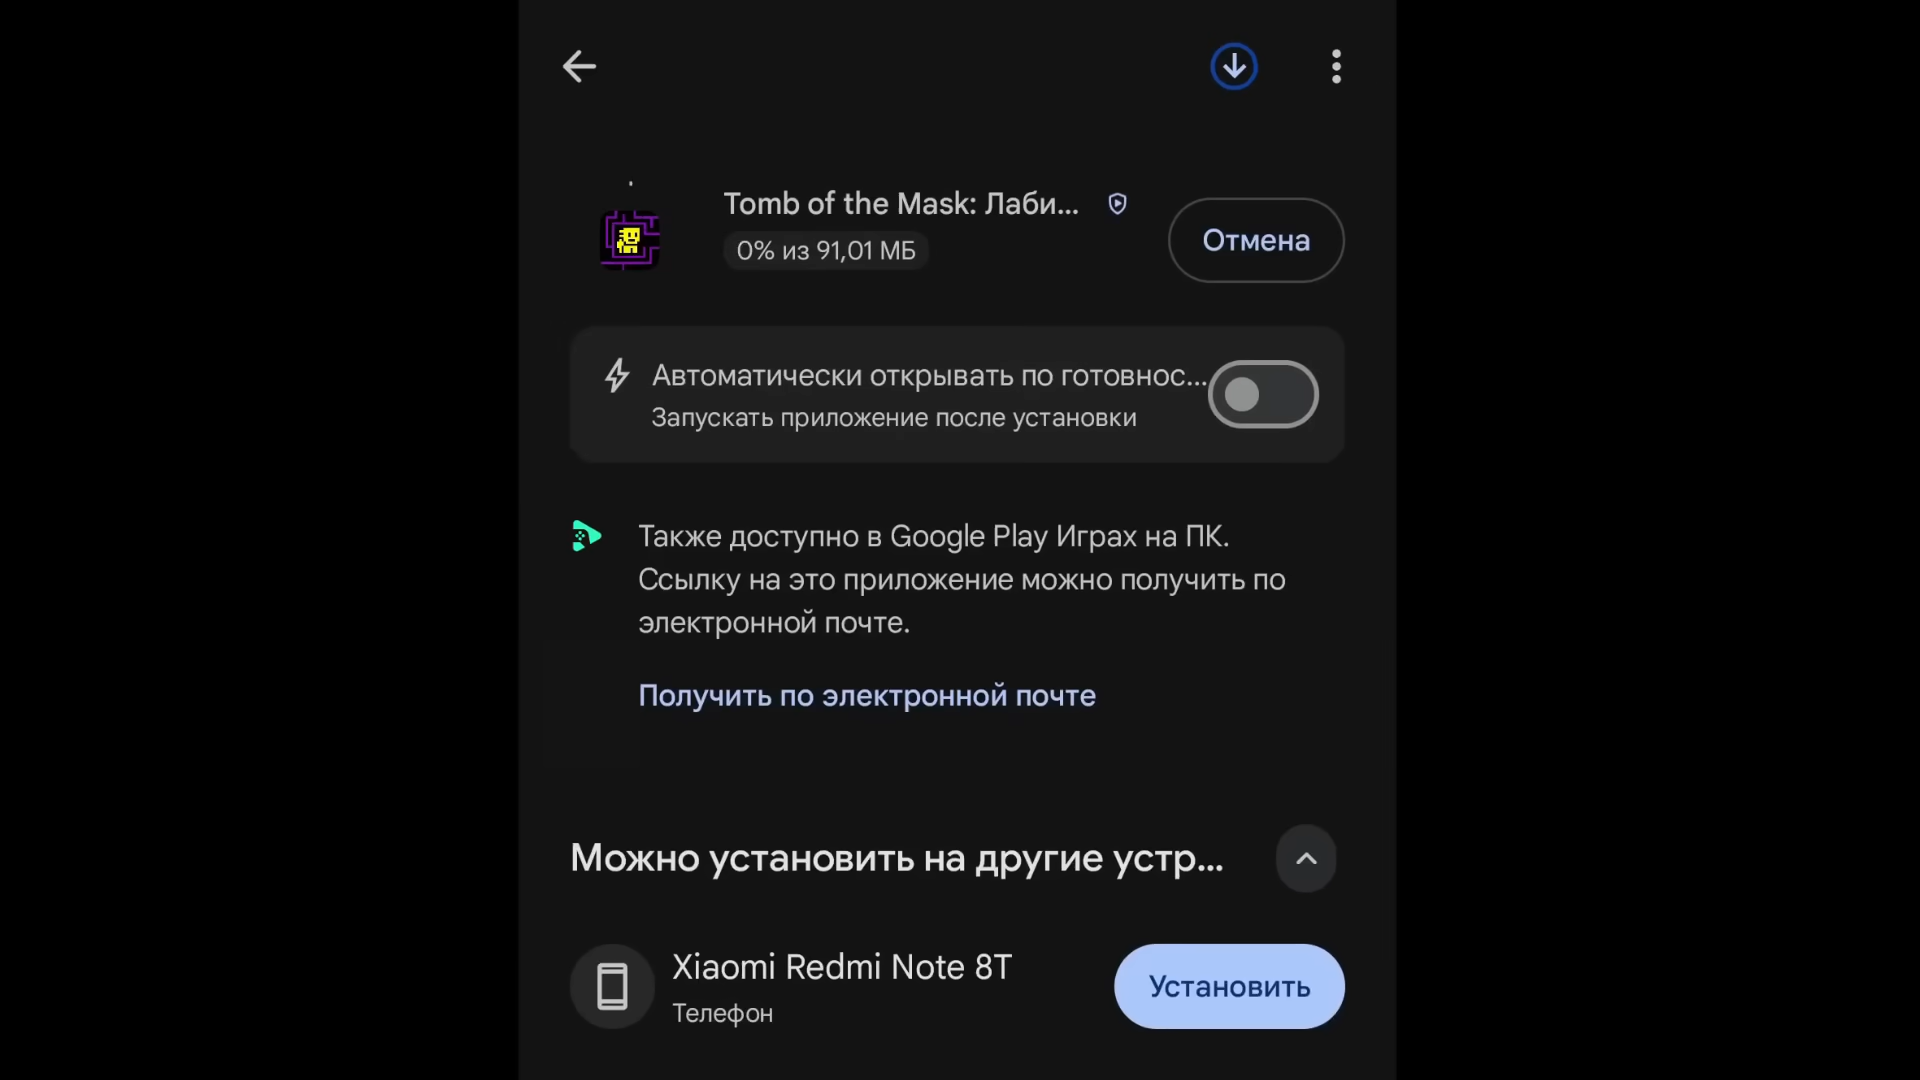 Tomb of the Mask: Лаби...
0% из 91,01 МБ
Отмена
Автоматически открывать по готовнос...
Запускать приложение после установки
Также доступно в Google Play Играх на ПК.
Ссылку на это приложение можно получить по
электронной почте.
Получить по электронной почте
Можно установить на другие устр...
Xiaomi Redmi Note 8T
Телефон
Установить